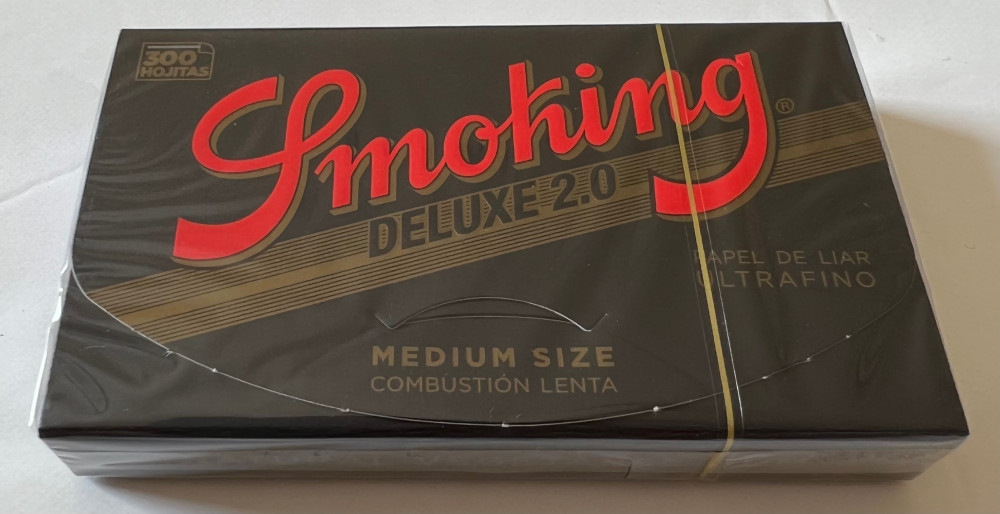 300
HOJITAS
Smoking®
DELUXE 2.0
PAPEL DE LIAR
ULTRAFINO
MEDIUM SIZE
COMBUSTIÓN LENTA